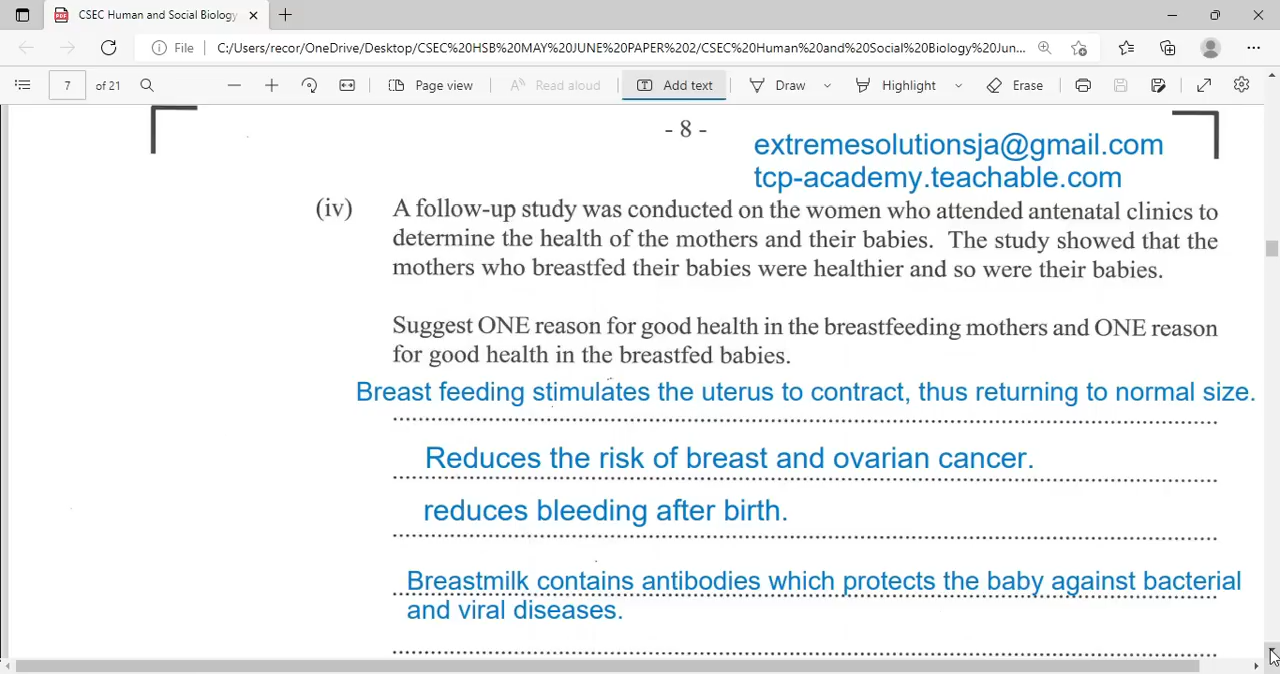 CSEC Human and Social Biology
File C:/Users/recor/OneDrive/Desktop/CSEC%20HSB%20MAY%20JUNE%20PAPER%202/CSEC%20Human%20and%20Social%20Biology%20Jun...
7 of 21 Page view Read aloud Add text Draw Highlight Erase
- 8 -
extremesolutionsja@gmail.com
tcp-academy.teachable.com
(iv) A follow-up study was conducted on the women who attended antenatal clinics to
determine the health of the mothers and their babies. The study showed that the
mothers who breastfed their babies were healthier and so were their babies.
Suggest ONE reason for good health in the breastfeeding mothers and ONE reason
for good health in the breastfed babies.
Breast feeding stimulates the uterus to contract, thus returning to normal size.
Reduces the risk of breast and ovarian cancer.
reduces bleeding after birth.
Breastmilk contains antibodies which protects the baby against bacterial
and viral diseases.